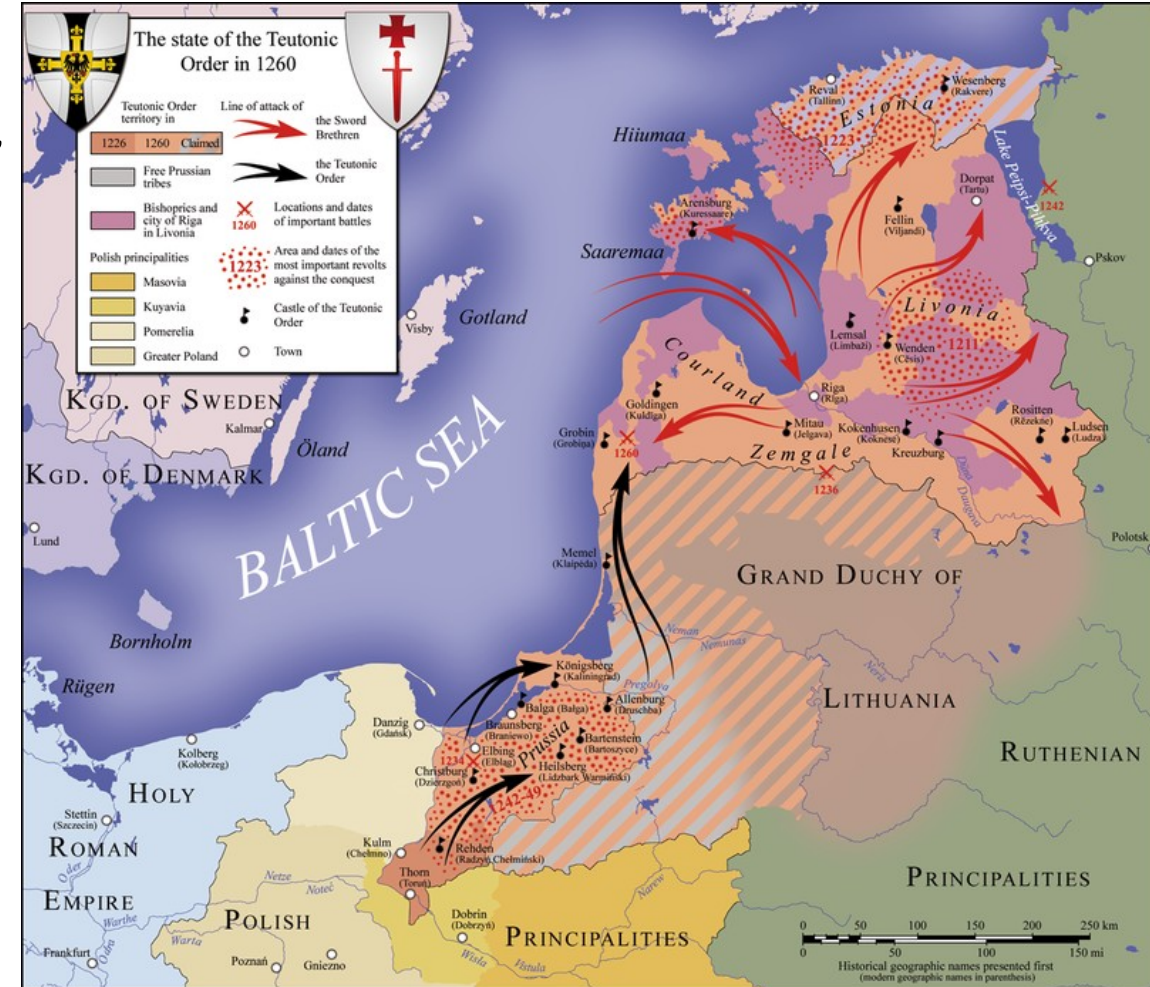 The state of the Teutonic
Order in 1260
Teutonic Order
territory in
1226 1260 Claimed
Free Prussian
tribes
Bishoprics and
city of Riga
in Livonia
Polish principalities
Masovia
Kuyavia
Pomerelia
Greater Poland
Line of attack of
the Sword
Brethren
the Teutonic
Order
1260
Locations and dates
of important battles
1223
Area and dates of the
most important revolts
against the conquest
Castle of the Teutonic
Order
Town
Reval
(Tallinn)
Wesenberg
(Rakvere)
Estonia
1223
Hiiumaa
Lake Peipsi-Pihkva
Dorpat
(Tartu)
1242
Arensburg
(Kuressaare)
Fellin
(Viljandi)
Saaremaa
Pskov
Gotland
Visby
Livonia
1211
Lemsal
(Limbaži)
Wenden
(Cēsis)
Courland
KGD. OF SWEDEN
Kalmar
Öland
KGD. OF DENMARK
Lund
Goldingen
(Kuldīga)
Riga
(Rīga)
Grobin
(Grobiņa)
1260
Mitau
(Jelgava)
Kokenhusen
(Koknese)
Kreuzburg
Rositten
(Rēzekne)
Ludsen
(Ludza)
Zemgale
1236
Düna
Daugava
BALTIC SEA
Polotsk
Memel
(Klaipėda)
GRAND DUCHY OF
LITHUANIA
Neman
Nemunas
Neris
Bornholm
Rügen
Königsberg
(Kaliningrad)
Pregolya
Balga (Bałga)
Allenburg
(Druschba)
Danzig
(Gdańsk)
Braunsberg
(Braniewo)
Prussia
Bartenstein
(Bartoszyce)
1234
Elbing
(Elbląg)
Heilsberg
(Lidzbark Warmiński)
Christburg
(Dzierzgoń)
1242-49
Kolberg
(Kołobrzeg)
RUTHENIAN
PRINCIPALITIES
HOLY
ROMAN
EMPIRE
Stettin
(Szczecin)
Oder
Odra
Kulm
(Chełmno)
Rehden
(Radzyń Chełmiński)
Thorn
(Toruń)
Netze
Noteć
Warthe
Warta
Narew
POLISH
PRINCIPALITIES
Dobrin
(Dobrzyń)
Wisła
Vistula
Frankfurt
Poznań
Gniezno
0 50 100 150 200 250 km
0 50 100 150 mi
Historical geographic names presented first
(modern geographic names in parenthesis)